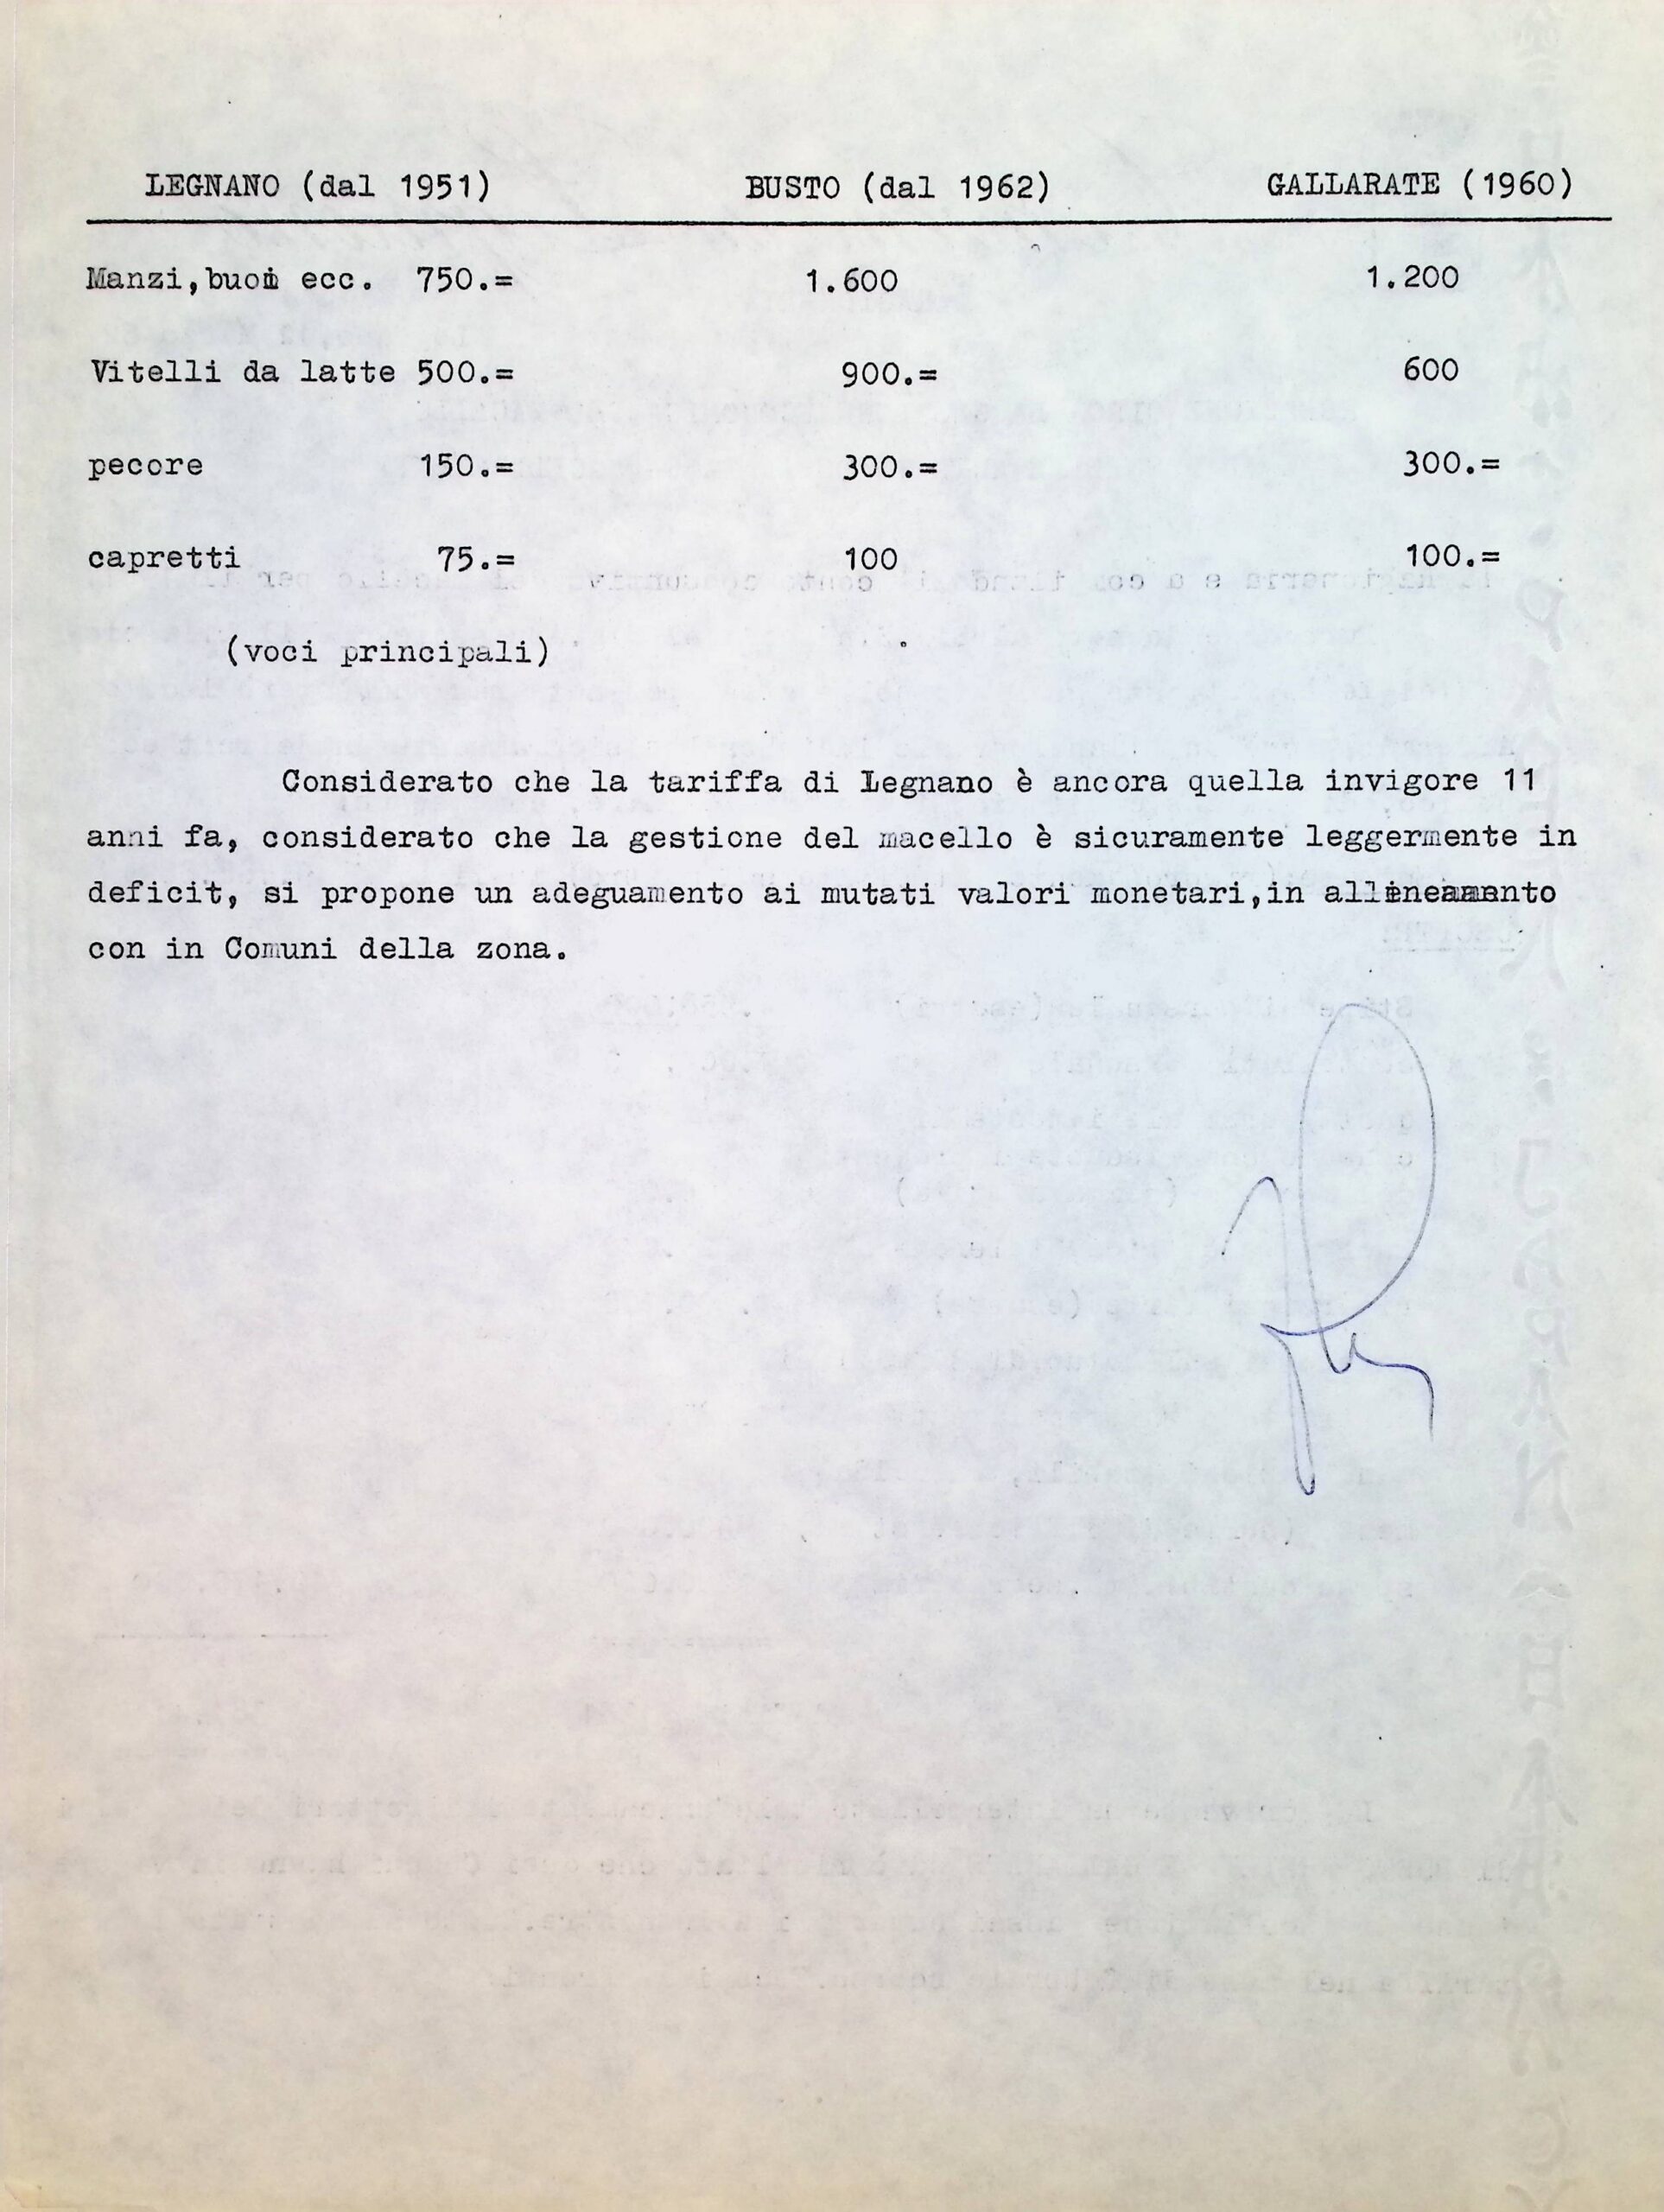 LEGNANO (dal 1951) BUSTO (dal 1962) GALLARATE (1960)
Manzi,buoi ecc. 750.= 1.600 1.200
Vitelli da latte 500.= 900.= 600
pecore 150.= 300.= 300.=
capretti 75.= 100 100.=
(voci principali)
Considerato che la tariffa di Legnano è ancora quella invigore 11
anni fa, considerato che la gestione del macello è sicuramente leggermente in
deficit, si propone un adeguamento ai mutati valori monetari,in
con in Comuni della zona.